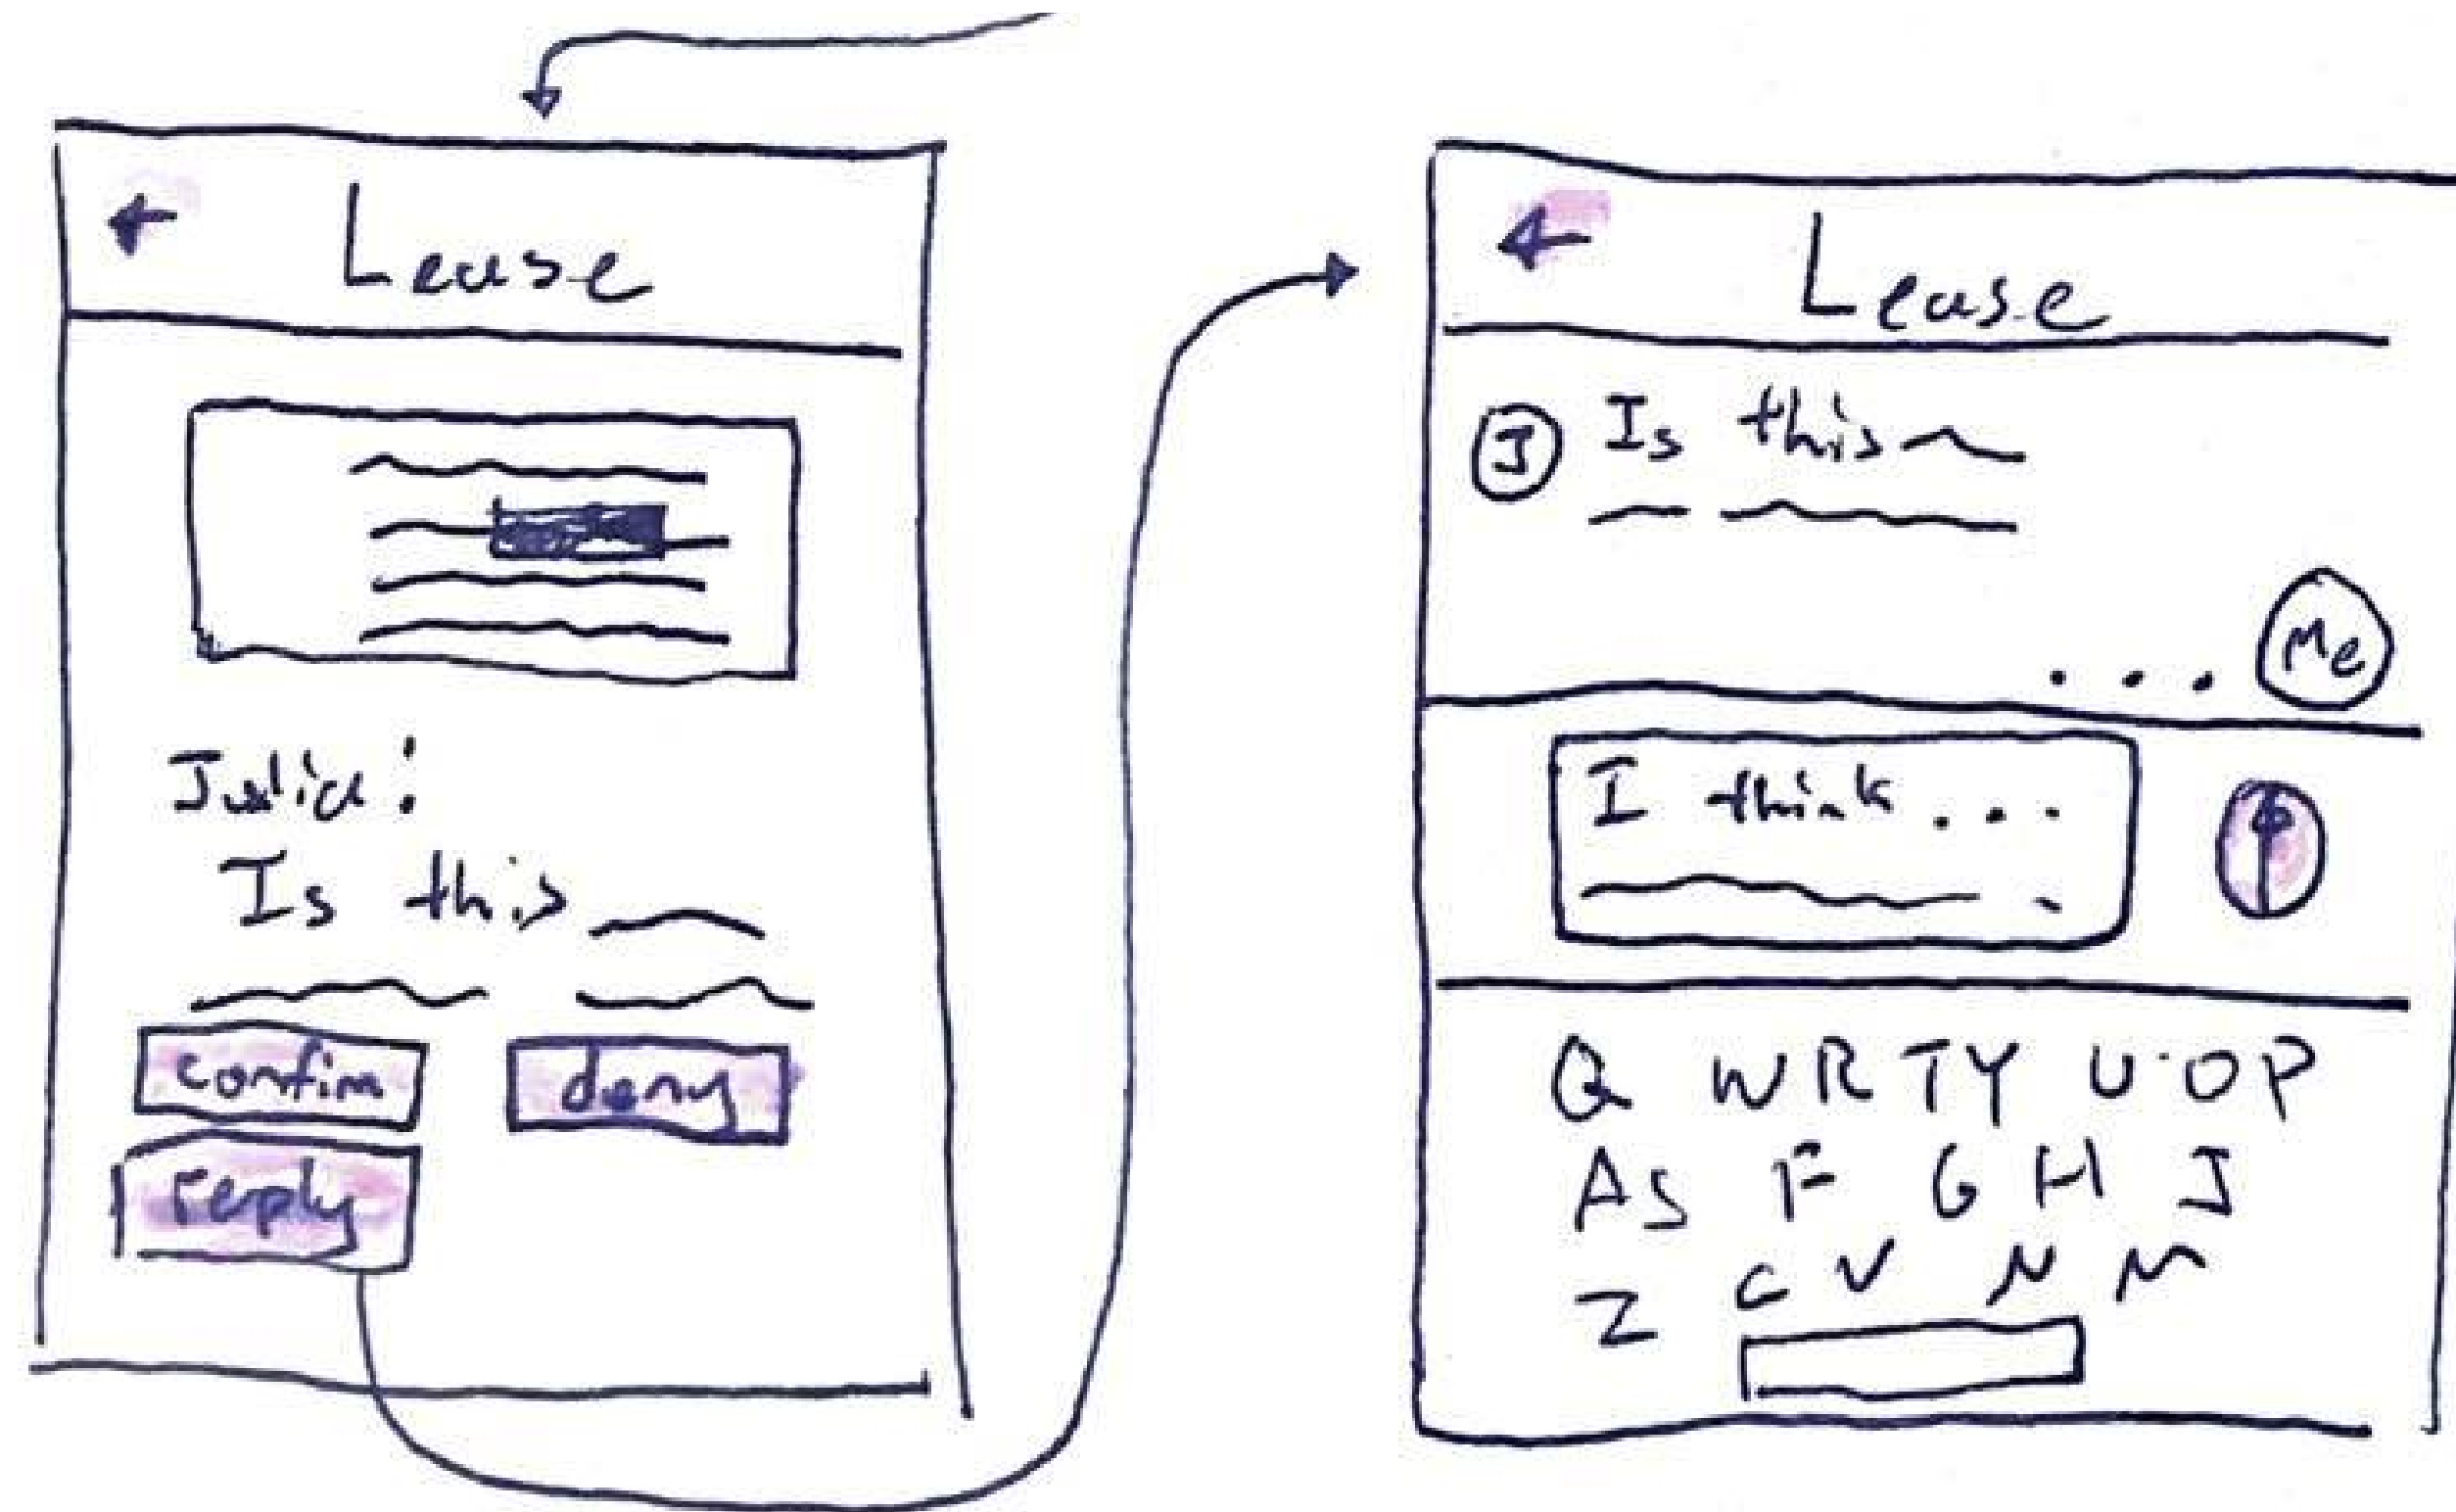 Lease
Julia:
Is this
confirm
deny
reply
Lease
J Is this
... Me
I think...
Q W R T Y U O P
A S F G H J
Z C V N M